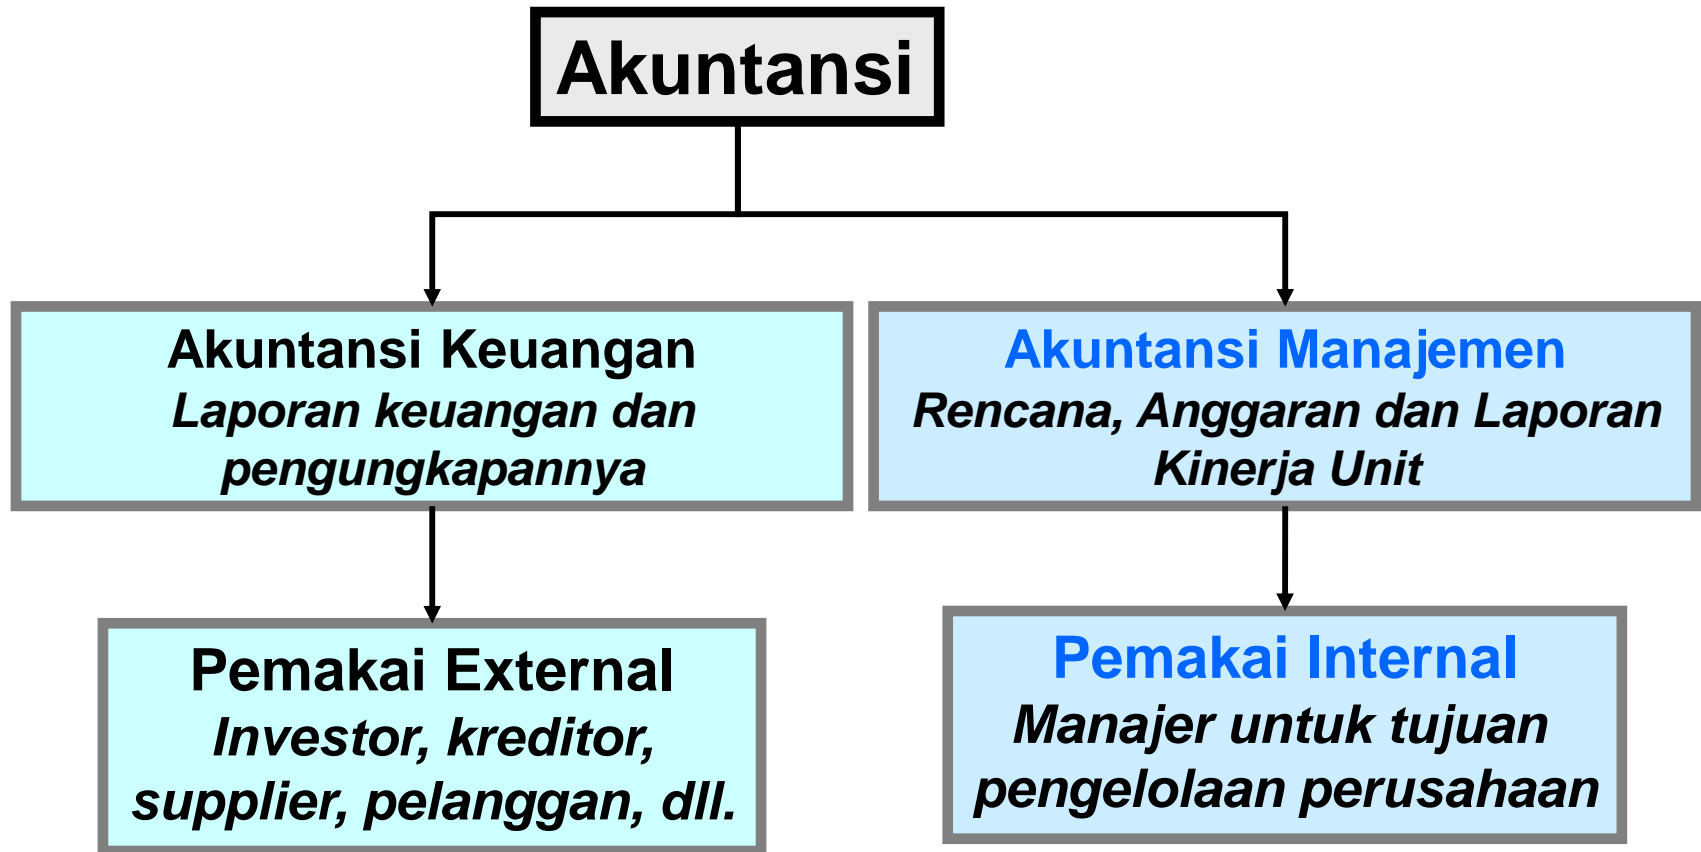 Akuntansi
Akuntansi Keuangan
Laporan keuangan dan
pengungkapannya
Akuntansi Manajemen
Rencana, Anggaran dan Laporan
Kinerja Unit
Pemakai External
Investor, kreditor,
supplier, pelanggan, dll.
Pemakai Internal
Manajer untuk tujuan
pengelolaan perusahaan